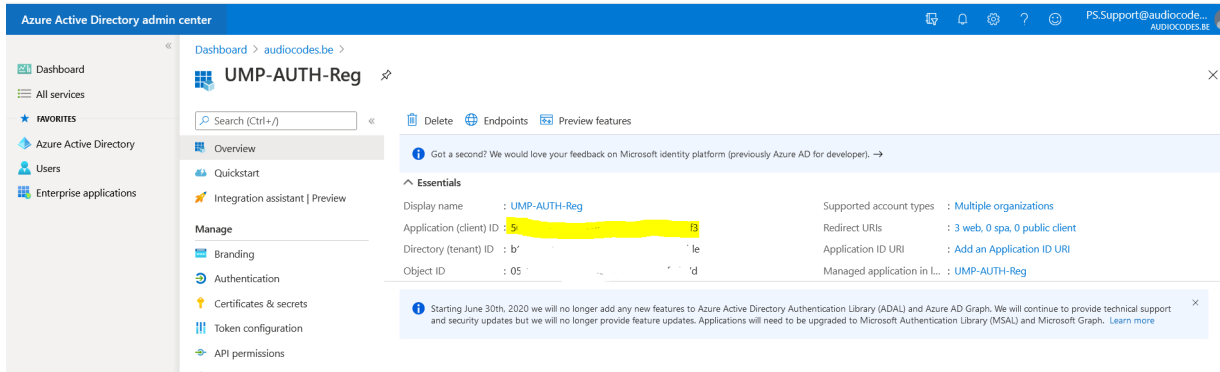 Azure Active Directory admin center
PS.Support@audiocode...
AUDIOCODES.BE
Dashboard
All services
FAVORITES
Azure Active Directory
Users
Enterprise applications
Dashboard > audiocodes.be >
UMP-AUTH-Reg
Search (Ctrl+/)
Overview
Quickstart
Integration assistant | Preview
Manage
Branding
Authentication
Certificates & secrets
Token configuration
API permissions
Delete Endpoints Preview features
Got a second? We would love your feedback on Microsoft identity platform (previously Azure AD for developer). →
Essentials
Display name : UMP-AUTH-Reg
Application (client) ID :
Directory (tenant) ID :
Object ID :
Supported account types : Multiple organizations
Redirect URIs : 3 web, 0 spa, 0 public client
Application ID URI : Add an Application ID URI
Managed application in l... : UMP-AUTH-Reg
Starting June 30th, 2020 we will no longer add any new features to Azure Active Directory Authentication Library (ADAL) and Azure AD Graph. We will continue to provide technical support
and security updates but we will no longer provide feature updates. Applications will need to be upgraded to Microsoft Authentication Library (MSAL) and Microsoft Graph. Learn more